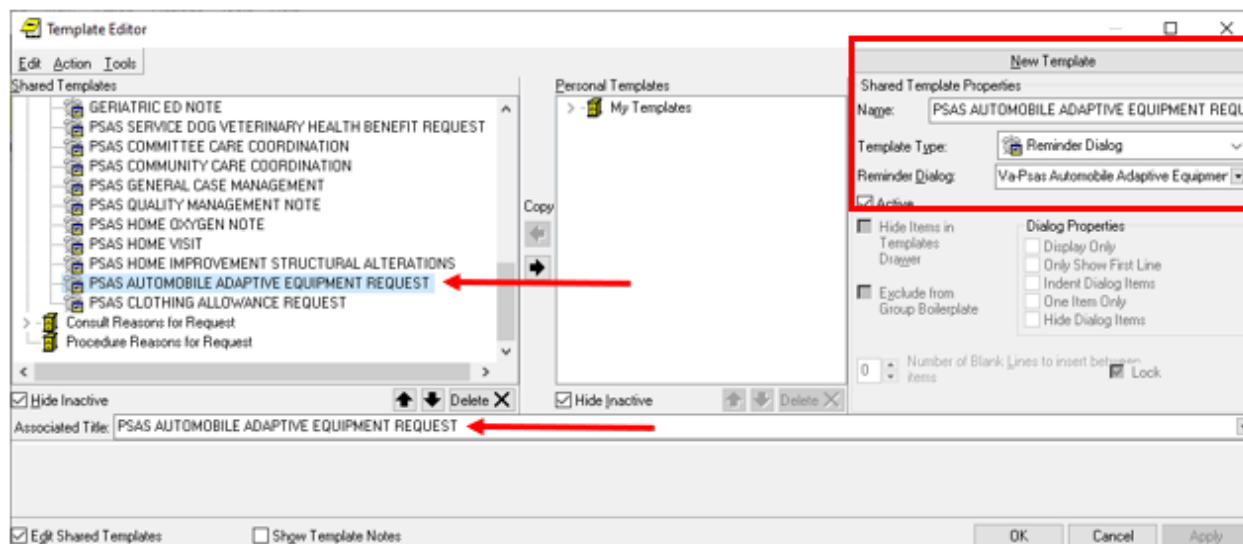 Template Editor
Edit Action Tools
New Template
Shared Templates
Personal Templates
Shared Template Properties
GERIATRIC ED NOTE
PSAS SERVICE DOG VETERINARY HEALTH BENEFIT REQUEST
PSAS COMMITTEE CARE COORDINATION
PSAS COMMUNITY CARE COORDINATION
PSAS GENERAL CASE MANAGEMENT
PSAS QUALITY MANAGEMENT NOTE
PSAS HOME OXYGEN NOTE
PSAS HOME VISIT
PSAS HOME IMPROVEMENT STRUCTURAL ALTERATIONS
PSAS AUTOMOBILE ADAPTIVE EQUIPMENT REQUEST
PSAS CLOTHING ALLOWANCE REQUEST
Consult Reasons for Request
Procedure Reasons for Request
Copy
My Templates
Name: PSAS AUTOMOBILE ADAPTIVE EQUIPMENT REQU
Template Type: Reminder Dialog
Reminder Dialog: Va-Psas Automobile Adaptive Equipmer
Active
Hide Items in
Templates
Drawer
Exclude from
Group Boilerplate
Dialog Properties
Display Only
Only Show First Line
Indent Dialog Items
One Item Only
Hide Dialog Items
0 Number of Blank Lines to insert between
items
Lock
Hide Inactive
Delete
Hide Inactive
Delete
Associated Title: PSAS AUTOMOBILE ADAPTIVE EQUIPMENT REQUEST
Edit Shared Templates
Show Template Notes
OK
Cancel
Apply